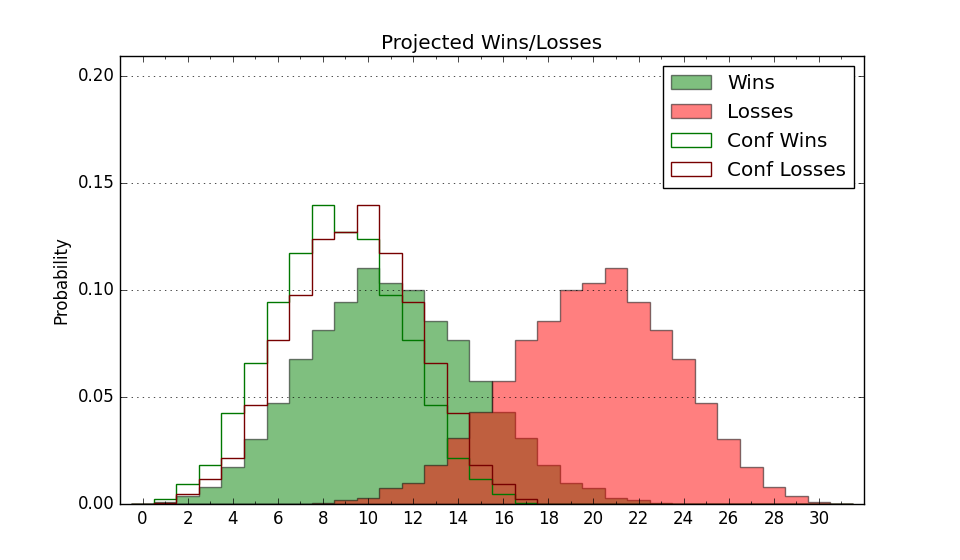 Projected Wins/Losses
0.20
0.15
0.10
0.05
0.00
Probability
Wins
Losses
Conf Wins
Conf Losses
0 2 4 6 8 10 12 14 16 18 20 22 24 26 28 30